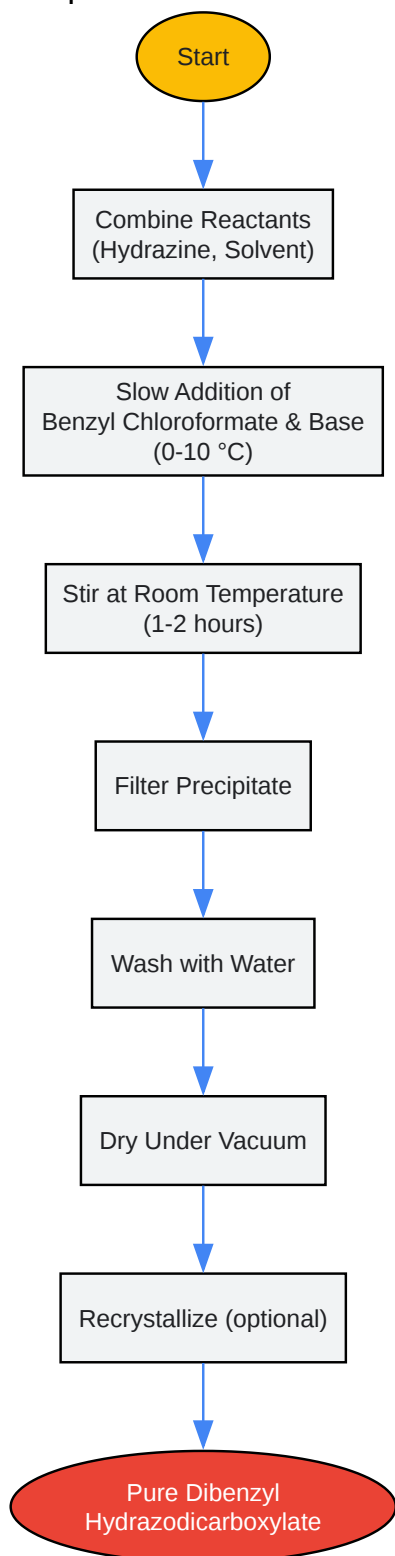 Start
Combine Reactants
(Hydrazine, Solvent)
Slow Addition of
Benzyl Chloroformate & Base
(0-10 °C)
Stir at Room Temperature
(1-2 hours)
Filter Precipitate
Wash with Water
Dry Under Vacuum
Recrystallize (optional)
Pure Dibenzyl
Hydrazodicarboxylate